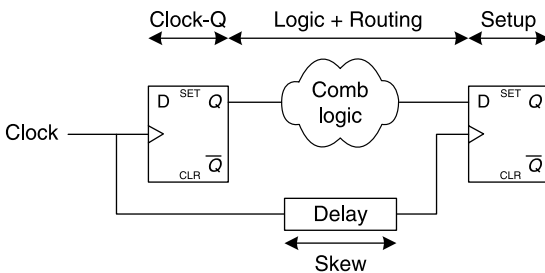 Clock-Q Logic + Routing Setup
D SET Q Comb D SET Q
logic
Clock
CLR Q̅ CLR Q̅
Delay
Skew